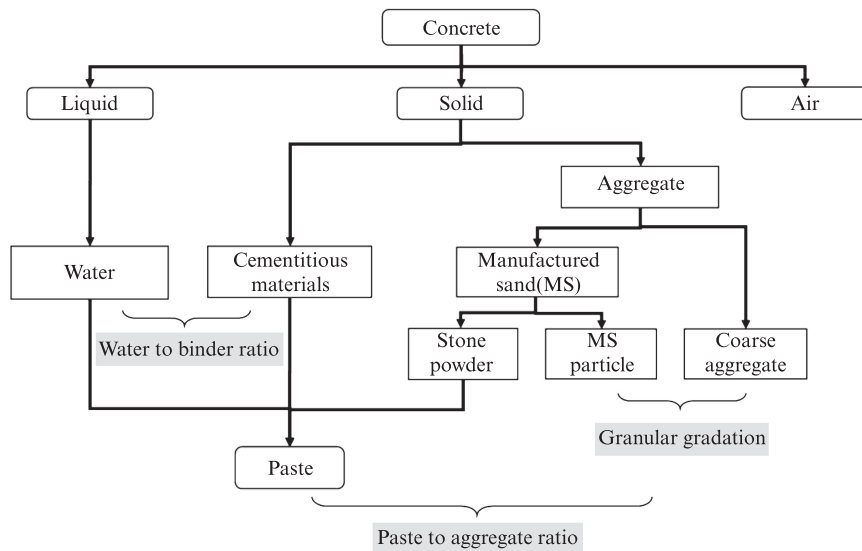 Concrete
Liquid
Solid
Air
Aggregate
Water
Cementitious
materials
Manufactured
sand(MS)
Water to binder ratio
Stone
powder
MS
particle
Coarse
aggregate
Granular gradation
Paste
Paste to aggregate ratio